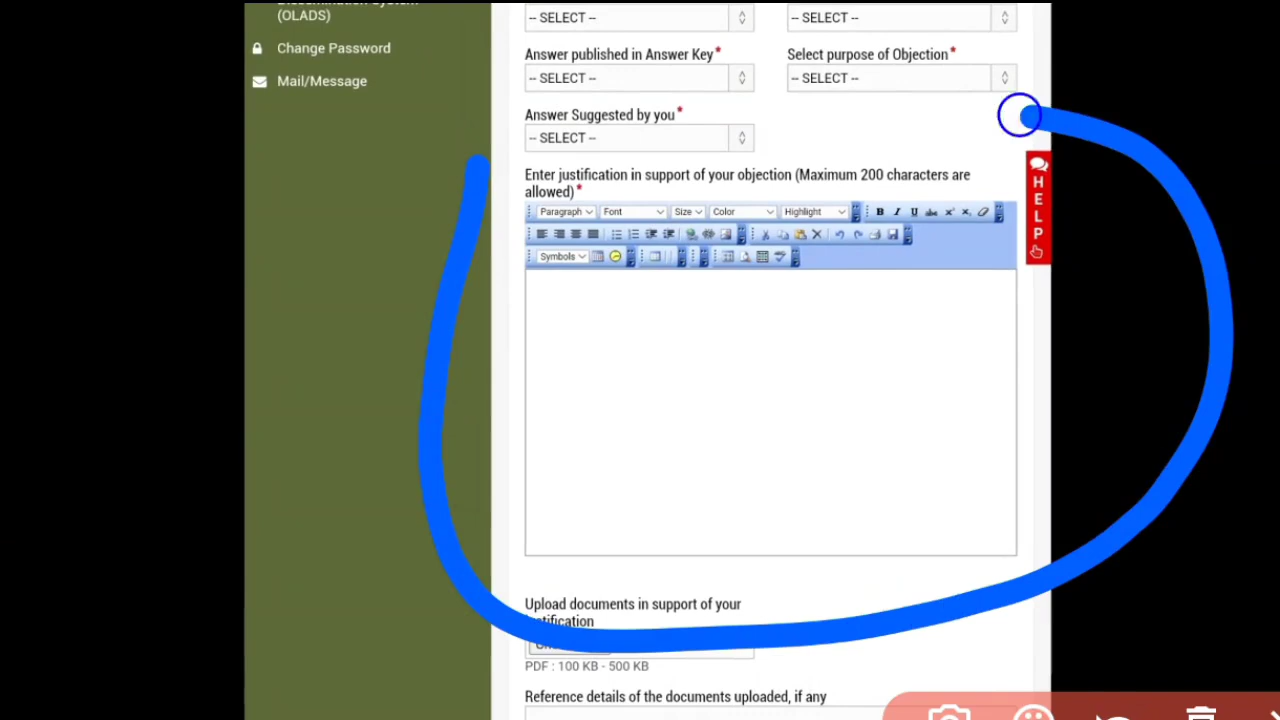 (OLADS)
Change Password
Mail/Message
-- SELECT --
-- SELECT --
Answer published in Answer Key*
Select purpose of Objection*
-- SELECT --
-- SELECT --
Answer Suggested by you*
-- SELECT --
Enter justification in support of your objection (Maximum 200 characters are
allowed)*
Paragraph Font Size Color Highlight B I U abc x² x₂
Symbols
HELP
Upload documents in support of your
PDF : 100 KB - 500 KB
Reference details of the documents uploaded, if any